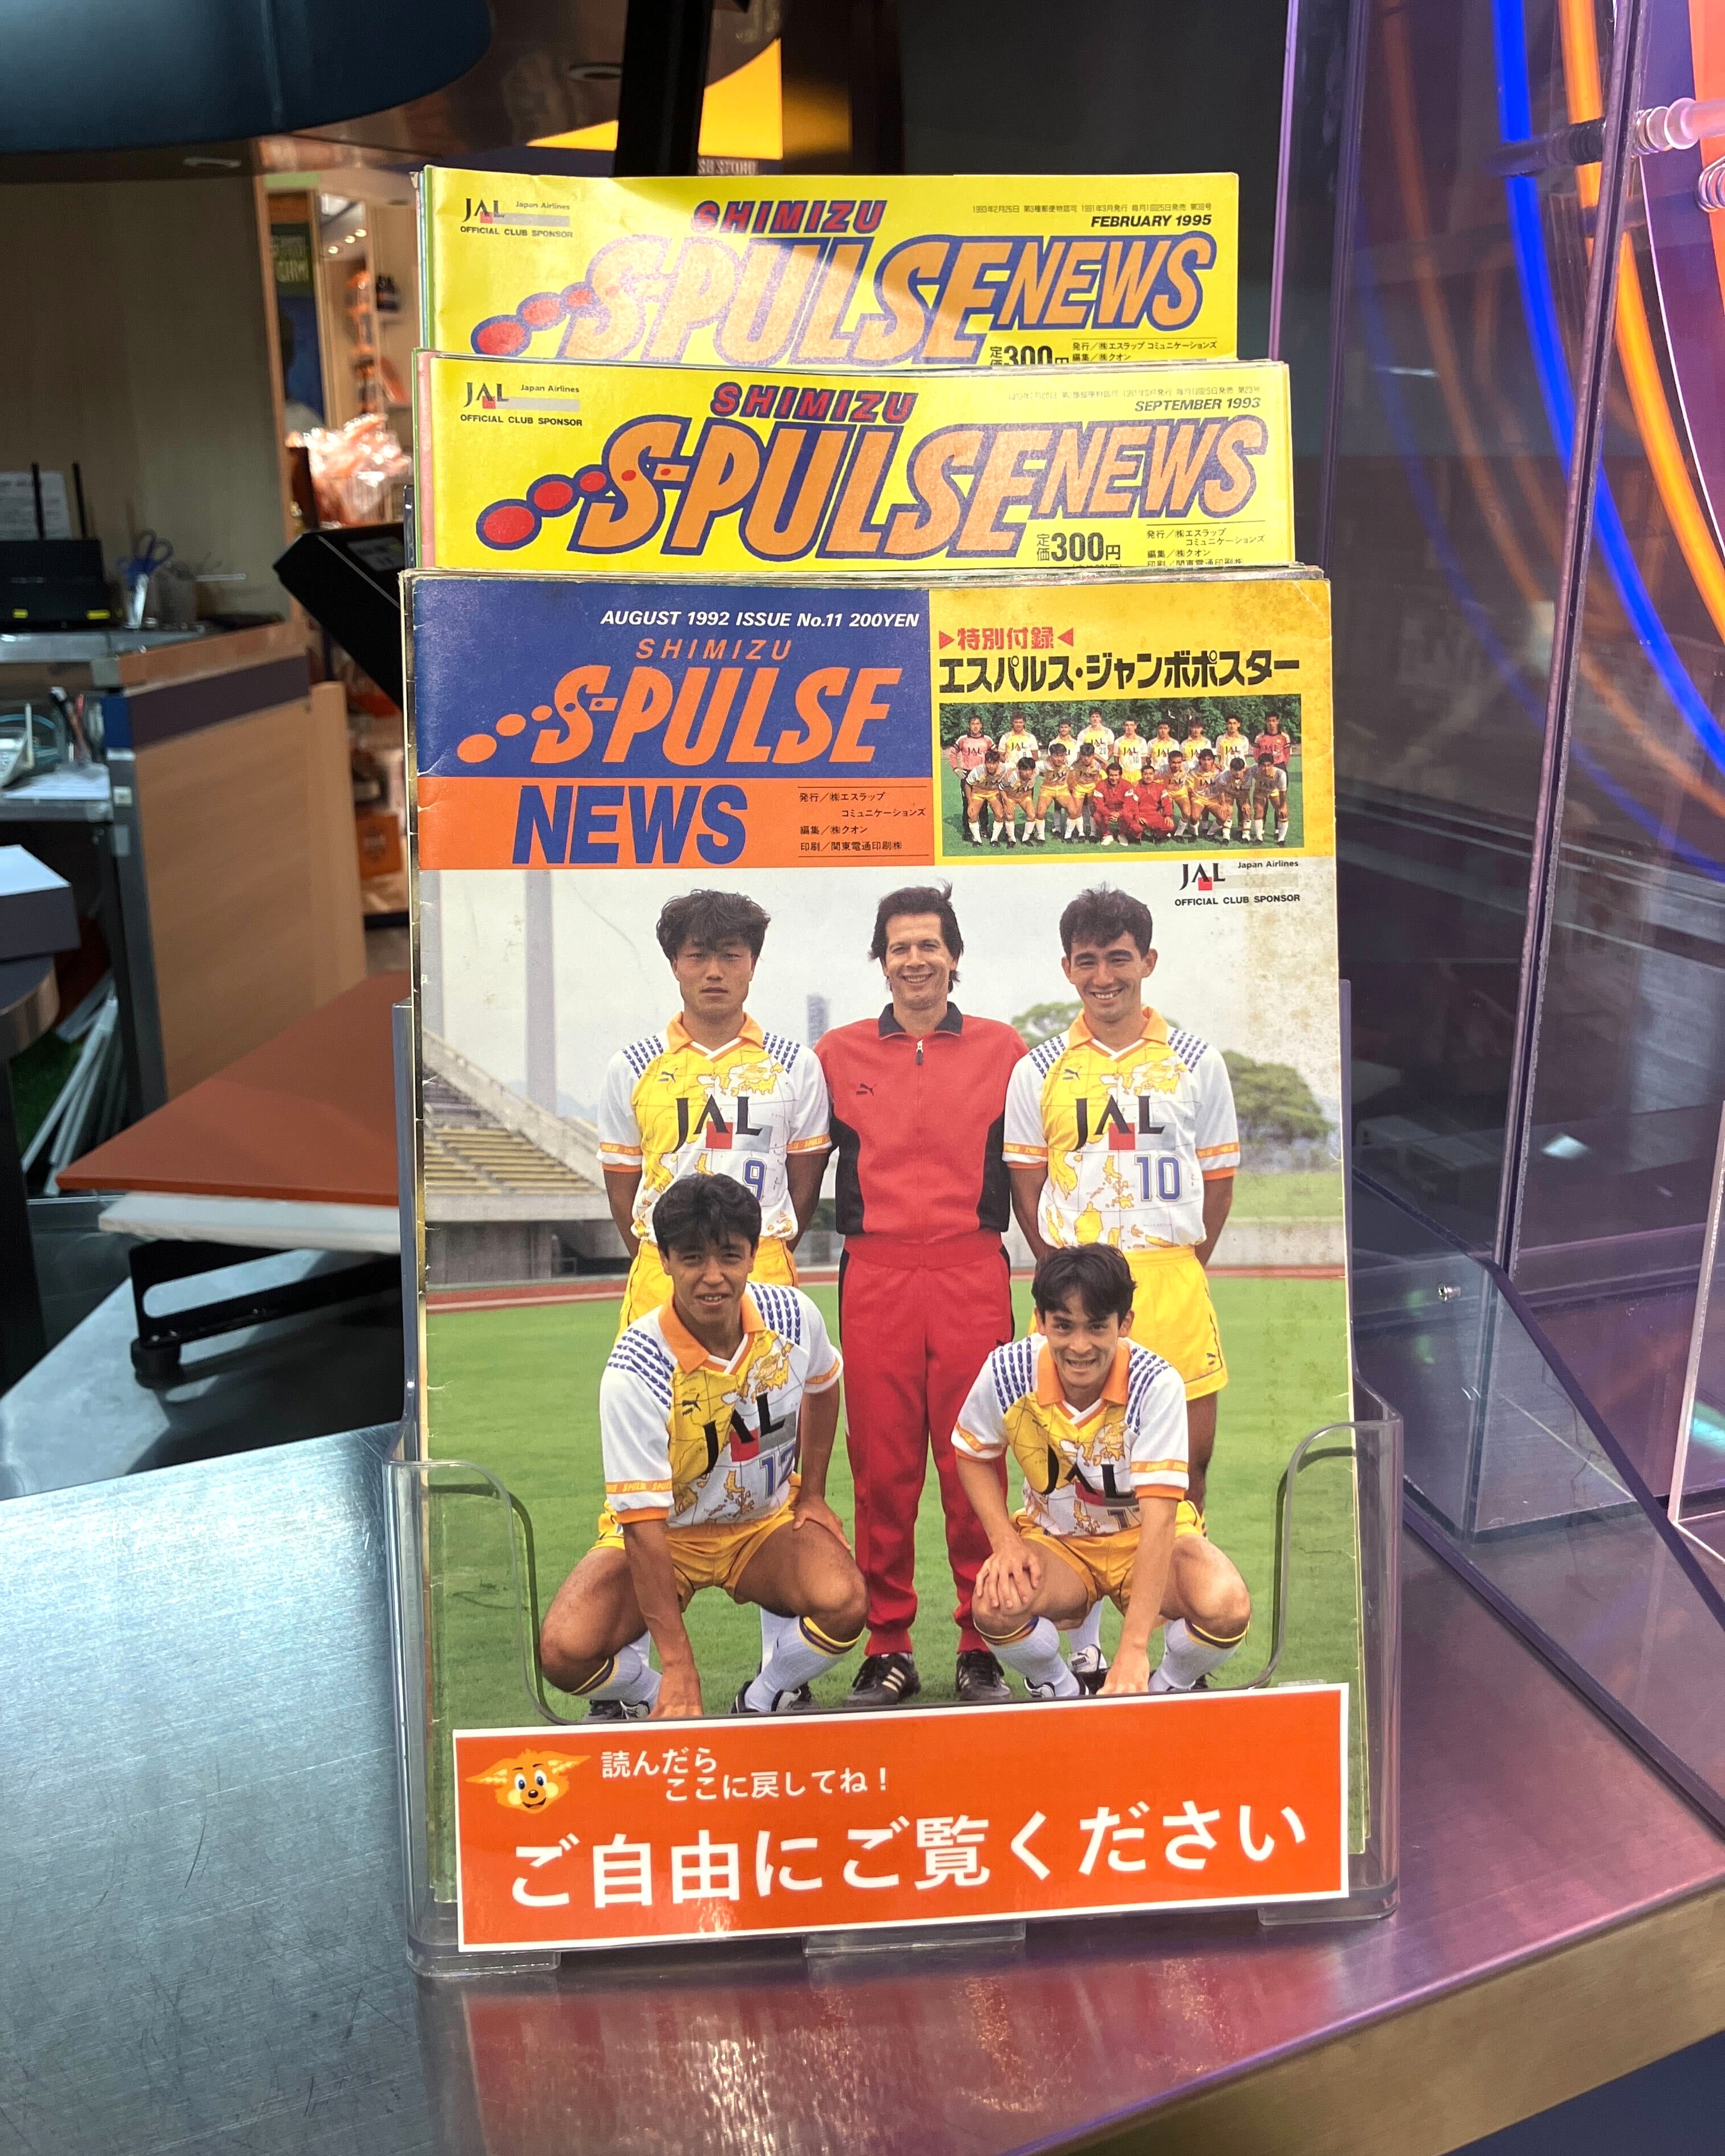 JAL Japan Airlines
OFFICIAL CLUB SPONSOR
FEBRUARY 1995
SHIMIZU
S-PULSE NEWS
定価300円
発行／㈱エスラップ コミュニケーションズ
編集／㈱クオン
JAL Japan Airlines
OFFICIAL CLUB SPONSOR
SEPTEMBER 1993
SHIMIZU
S-PULSE NEWS
定価300円
発行／㈱エスラップ
コミュニケーションズ
編集／㈱クオン
印刷／関東電通印刷㈱
AUGUST 1992 ISSUE No.11 200YEN
SHIMIZU
S-PULSE
NEWS
発行／㈱エスラップ
コミュニケーションズ
編集／㈱クオン
印刷／関東電通印刷㈱
特別付録
エスパルス・ジャンボポスター
JAL Japan Airlines
OFFICIAL CLUB SPONSOR
JAL
9
JAL
10
JAL
JAL
読んだら
ここに戻してね！
ご自由にご覧ください